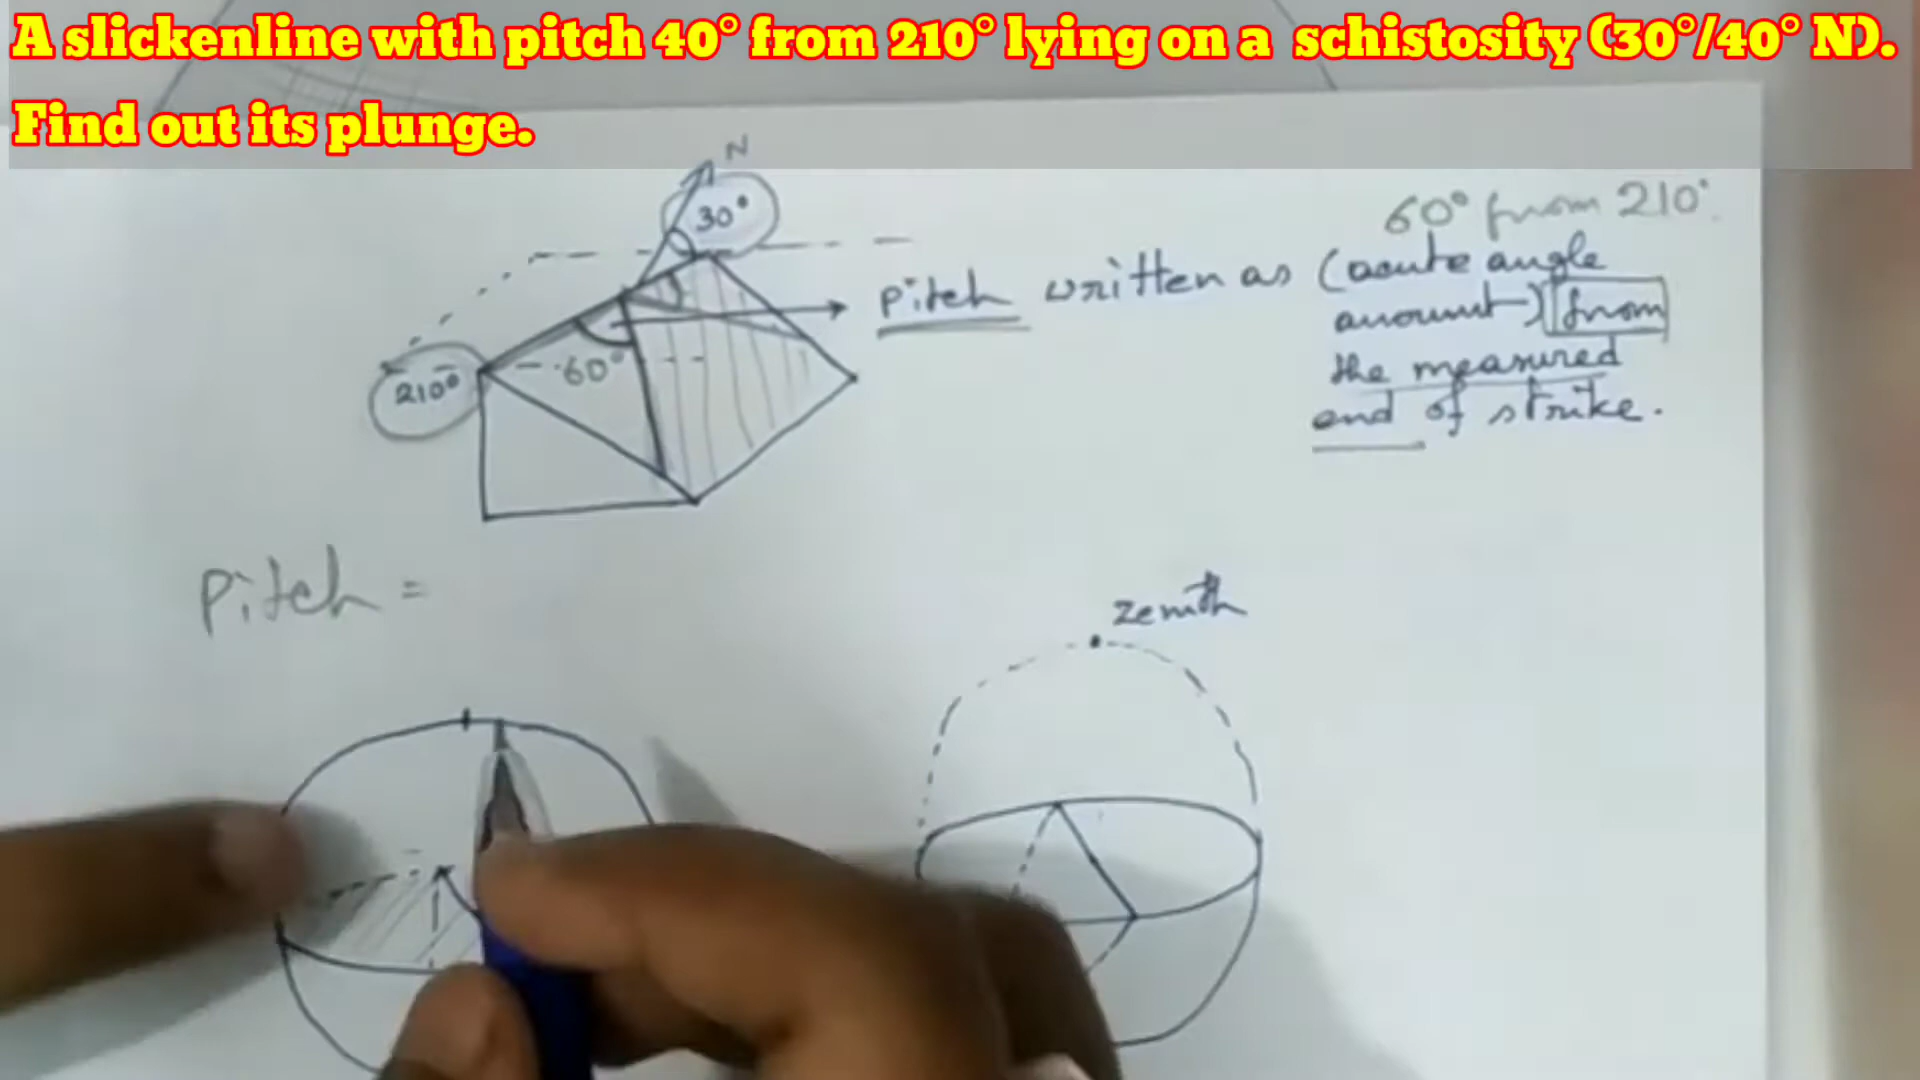 A slickenline with pitch 40° from 210° lying on a schistosity (30°/40° N).
Find out its plunge.
N
30°
60° from 210°.
pitch written as (acute angle
amount) from
the measured
end of strike.
210°
60°
Pitch =
zenith